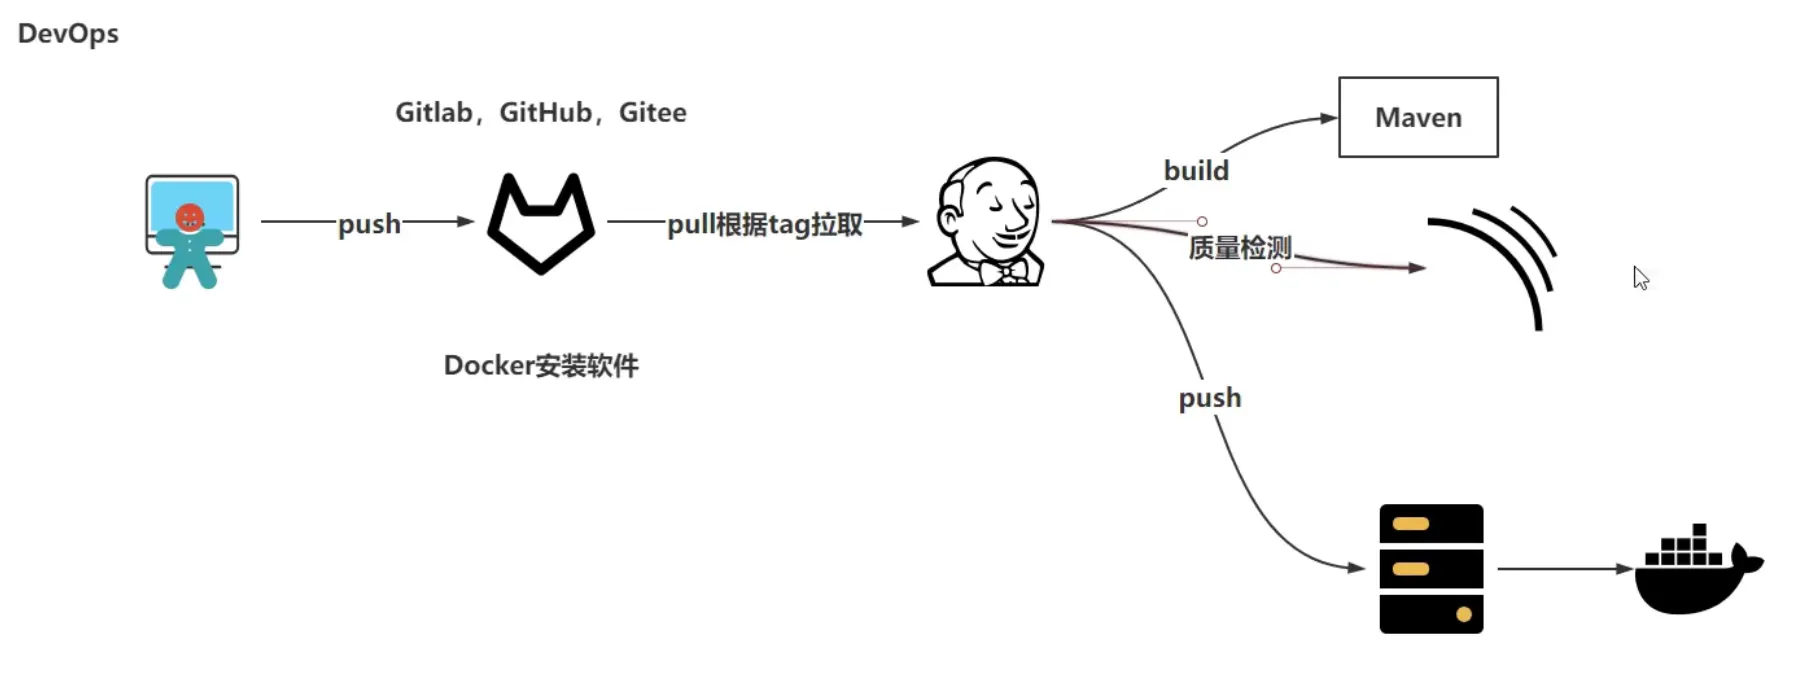 DevOps
Gitlab，GitHub，Gitee
Maven
build
push
pull根据tag拉取
质量检测
Docker安装软件
push